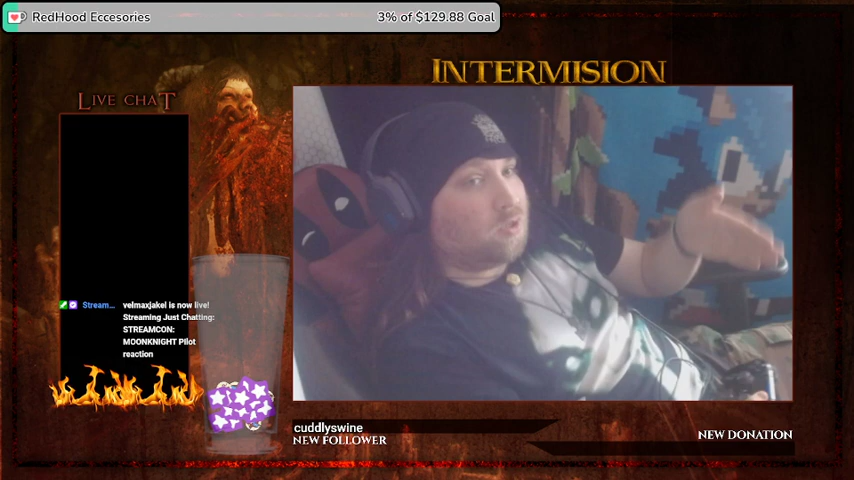 RedHood Eccesories
3% of $129.88 Goal
INTERMISION
LIVE CHAT
Stream... velmaxjakel is now live!
Streaming Just Chatting:
STREAMCON:
MOONKNIGHT Pilot
reaction
cuddlyswine
NEW FOLLOWER
NEW DONATION